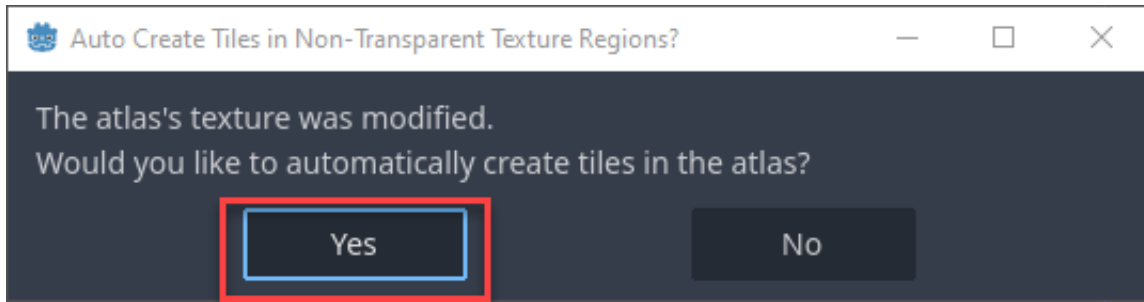 Auto Create Tiles in Non-Transparent Texture Regions?
The atlas's texture was modified.
Would you like to automatically create tiles in the atlas?
Yes No